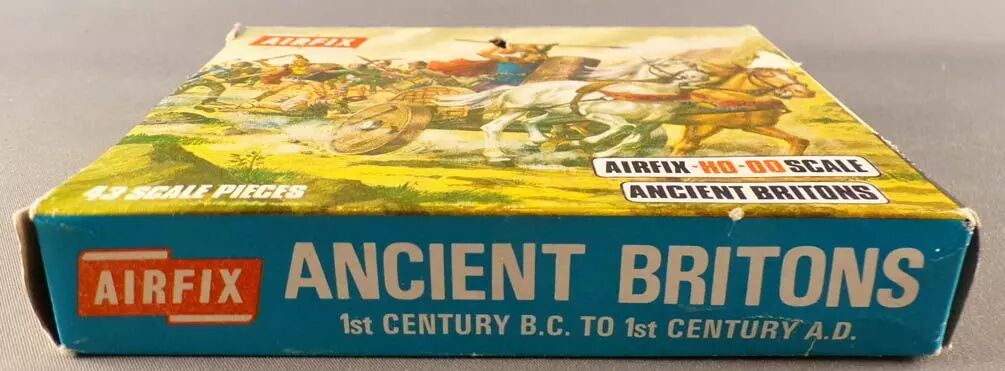 AIRFIX
AIRFIX-HO-OO SCALE
43 SCALE PIECES
ANCIENT BRITONS
AIRFIX
ANCIENT BRITONS
1st CENTURY B.C. TO 1st CENTURY A.D.